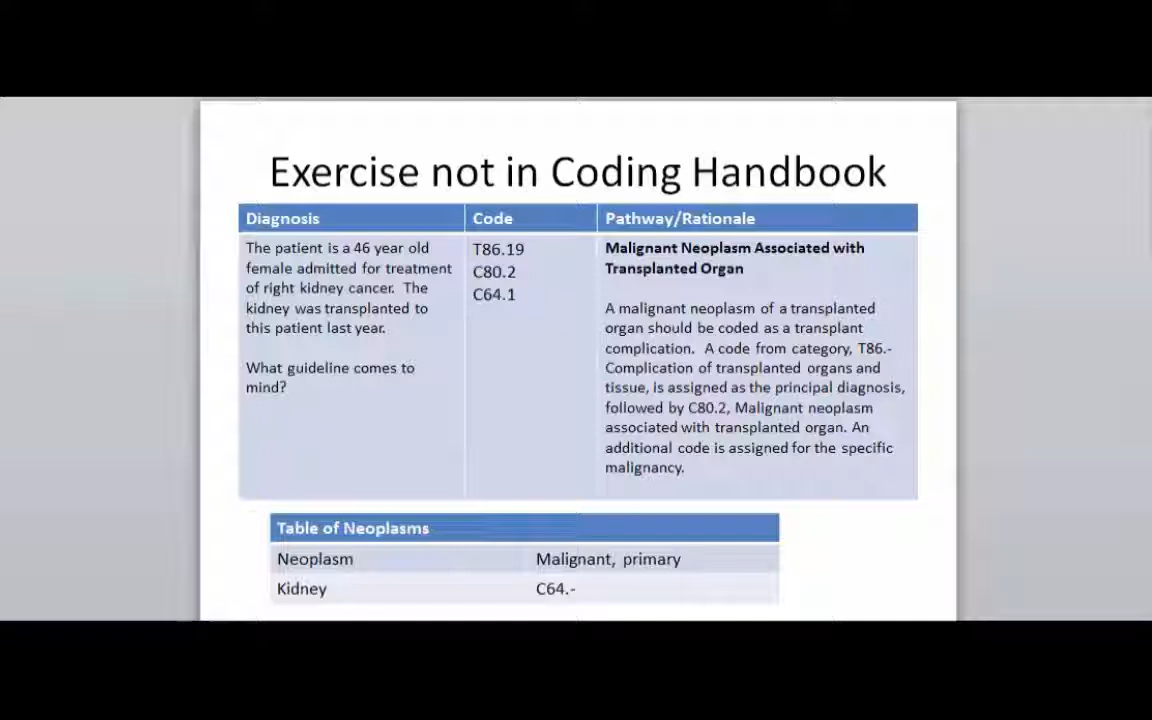 Exercise not in Coding Handbook
Diagnosis
Code
Pathway/Rationale
The patient is a 46 year old
female admitted for treatment
of right kidney cancer. The
kidney was transplanted to
this patient last year.
What guideline comes to
mind?
T86.19
C80.2
C64.1
Malignant Neoplasm Associated with
Transplanted Organ
A malignant neoplasm of a transplanted
organ should be coded as a transplant
complication. A code from category, T86.-
Complication of transplanted organs and
tissue, is assigned as the principal diagnosis,
followed by C80.2, Malignant neoplasm
associated with transplanted organ. An
additional code is assigned for the specific
malignancy.
Table of Neoplasms
Neoplasm
Malignant, primary
Kidney
C64.-